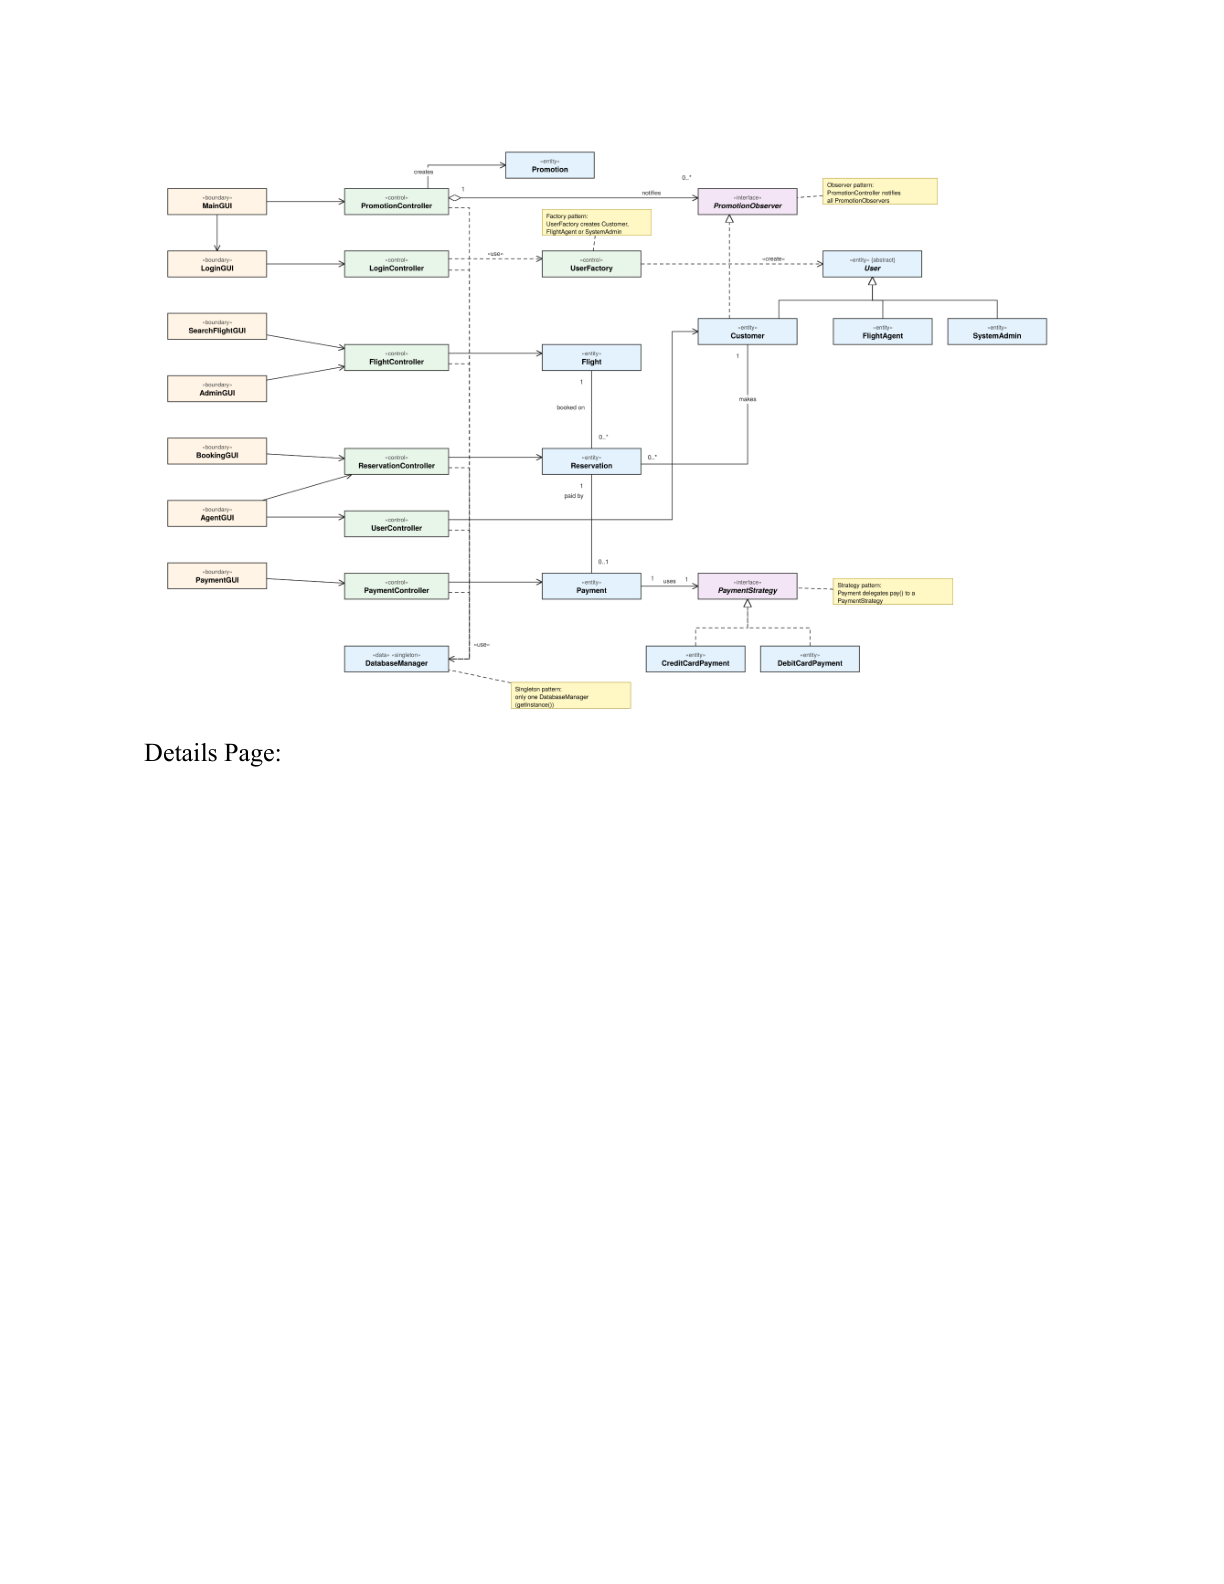 «entity»
Promotion
creates
«boundary»
MainGUI
«control»
PromotionController
1
notifies
0..*
«interface»
PromotionObserver
Observer pattern:
PromotionController notifies
all PromotionObservers
Factory pattern:
UserFactory creates Customer,
FlightAgent or SystemAdmin
«boundary»
LoginGUI
«control»
LoginController
«use»
«control»
UserFactory
«create»
«entity» {abstract}
User
«boundary»
SearchFlightGUI
«entity»
Customer
«entity»
FlightAgent
«entity»
SystemAdmin
«control»
FlightController
«entity»
Flight
1
1
«boundary»
AdminGUI
booked on
makes
0..*
«boundary»
BookingGUI
«control»
ReservationController
«entity»
Reservation
0..*
1
paid by
«boundary»
AgentGUI
«control»
UserController
0..1
«boundary»
PaymentGUI
«control»
PaymentController
«entity»
Payment
1 uses 1
«interface»
PaymentStrategy
Strategy pattern:
Payment delegates pay() to a
PaymentStrategy
«use»
«data» «singleton»
DatabaseManager
«entity»
CreditCardPayment
«entity»
DebitCardPayment
Singleton pattern:
only one DatabaseManager
(getInstance())
Details Page: